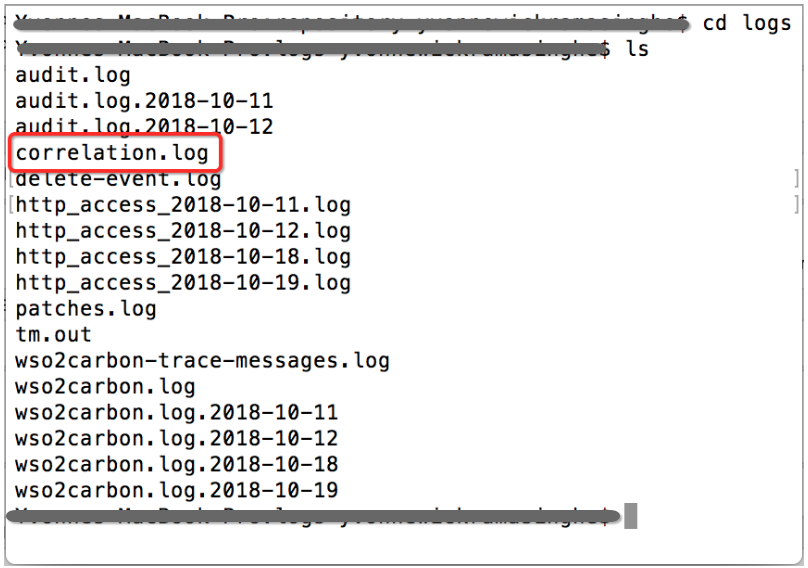 $ cd logs
$ ls
audit.log
audit.log.2018-10-11
audit.log.2018-10-12
correlation.log
delete-event.log
http_access_2018-10-11.log
http_access_2018-10-12.log
http_access_2018-10-18.log
http_access_2018-10-19.log
patches.log
tm.out
wso2carbon-trace-messages.log
wso2carbon.log
wso2carbon.log.2018-10-11
wso2carbon.log.2018-10-12
wso2carbon.log.2018-10-18
wso2carbon.log.2018-10-19